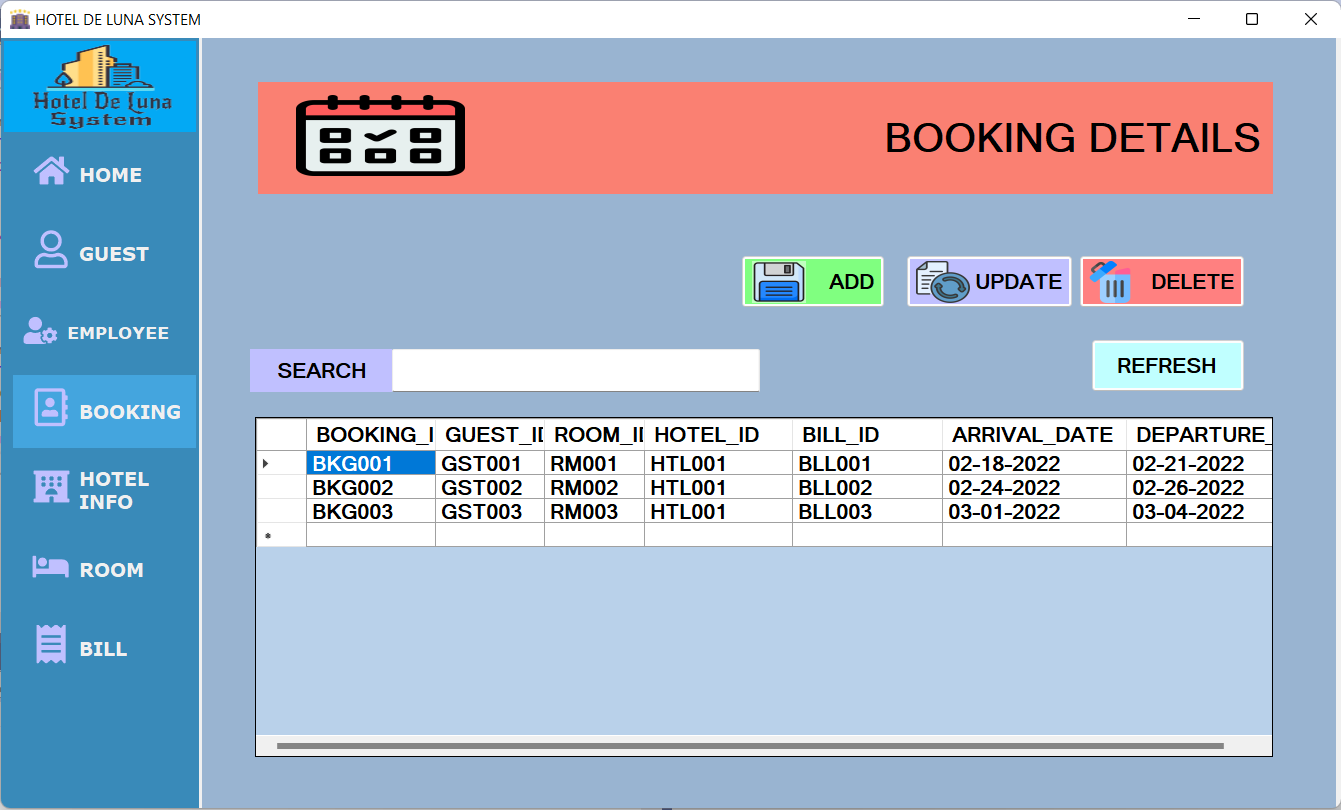 HOTEL DE LUNA SYSTEM
Hotel De Luna
System
HOME
GUEST
EMPLOYEE
BOOKING
HOTEL
INFO
ROOM
BILL
BOOKING DETAILS
ADD UPDATE DELETE
SEARCH
REFRESH
BOOKING_I GUEST_ID ROOM_ID HOTEL_ID BILL_ID ARRIVAL_DATE DEPARTURE_
BKG001 GST001 RM001 HTL001 BLL001 02-18-2022 02-21-2022
BKG002 GST002 RM002 HTL001 BLL002 02-24-2022 02-26-2022
BKG003 GST003 RM003 HTL001 BLL003 03-01-2022 03-04-2022